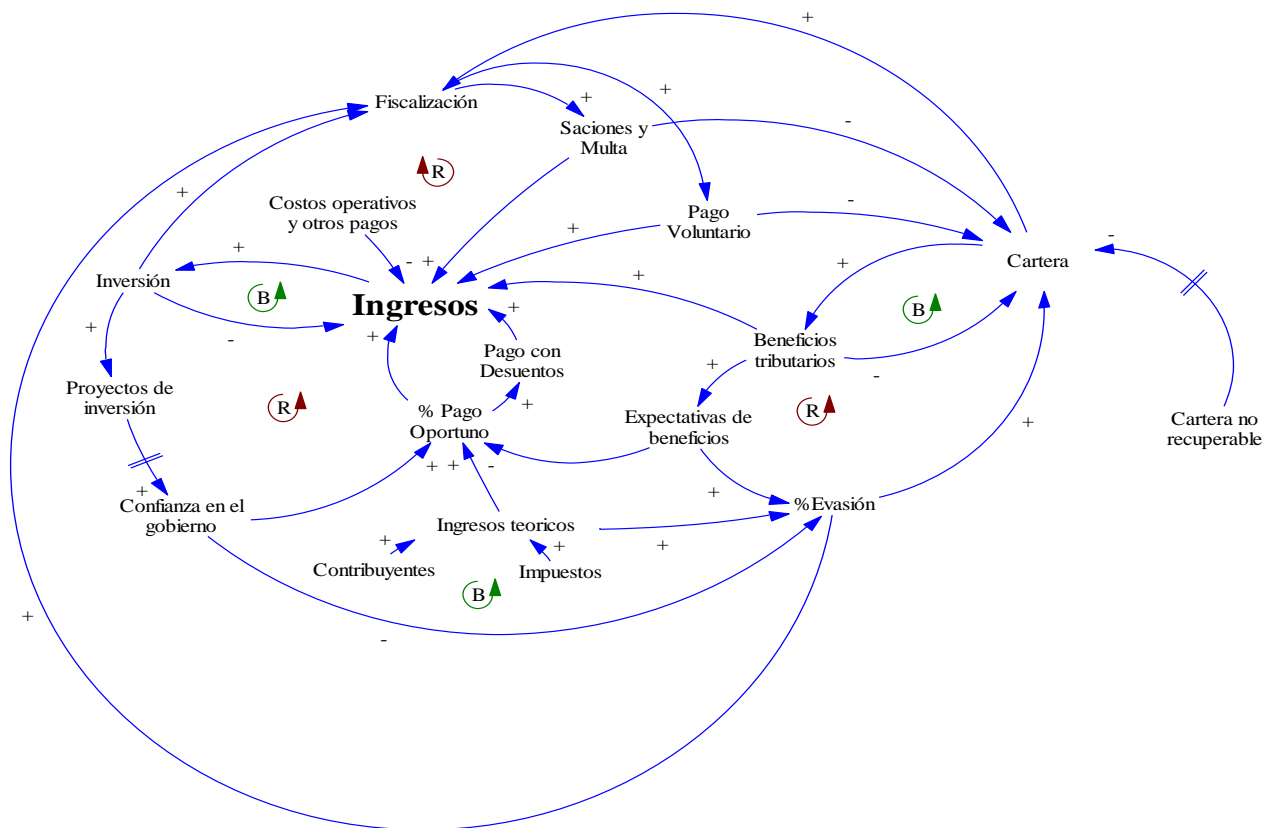 +
Fiscalización
+
+
Saciones y
Multa
-
+
R
Costos operativos
y otros pagos
Pago
Voluntario
-
+
-
+
Inversión
- +
+
Cartera
B
+
B
Ingresos
+
+
-
+
Beneficios
tributarios
Pago con
Desuentos
+
-
Proyectos de
inversión
R
% Pago
Oportuno
+
Expectativas de
beneficios
R
Cartera no
recuperable
+
+ + -
+
Confianza en el
gobierno
+
%Evasión
Ingresos teoricos
+
+
+
Contribuyentes
Impuestos
B
+
-